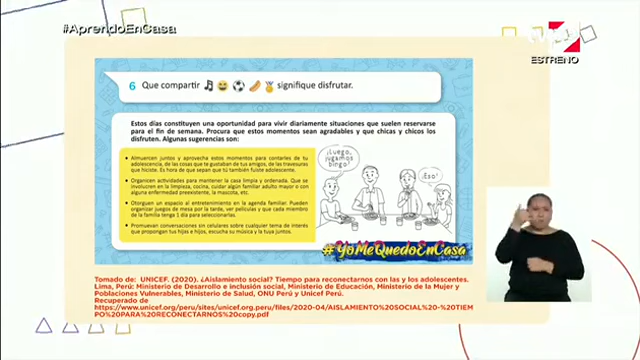 #AprendoEnCasa
ESTRENO
6 Que compartir 🎵😄⚽🌭🏅 signifique disfrutar.
Estos días constituyen una oportunidad para vivir diariamente situaciones que suelen reservarse
para el fin de semana. Procura que estos momentos sean agradables y que chicas y chicos los
disfruten. Algunas sugerencias son:
• Almuercen juntos y aprovecha estos momentos para contarles de tu
adolescencia, de las cosas que te gustaban de tus amigos, de las travesuras
que hiciste. Es hora de que sepan que tú también fuiste adolescente.
• Organicen actividades para mantener la casa limpia y ordenada. Que se
involucren en la limpieza, cocina, cuidar algún familiar adulto mayor o con
alguna enfermedad preexistente, la mascota, etc.
• Otorguen un espacio al entretenimiento en la agenda familiar. Pueden
organizar juegos de mesa por la tarde, ver películas y que cada miembro
de la familia tenga 1 día para seleccionarlas.
• Promuevan conversaciones sin celulares sobre cualquier tema de interés
que propongan tus hijas e hijos, escucha su música y la tuya juntos.
¡Luego,
jugamos
bingo!
¡Eso!
#YoMeQuedoEnCasa
Tomado de: UNICEF. (2020). ¿Aislamiento social? Tiempo para reconectarnos con las y los adolescentes.
Lima, Perú: Ministerio de Desarrollo e inclusión social, Ministerio de Educación, Ministerio de la Mujer y
Poblaciones Vulnerables, Ministerio de Salud, ONU Perú y Unicef Perú.
Recuperado de
https://www.unicef.org/peru/sites/unicef.org.peru/files/2020-04/AISLAMIENTO%20SOCIAL%20-%20TIEM
PO%20PARA%20RECONECTARNOS%20copy.pdf